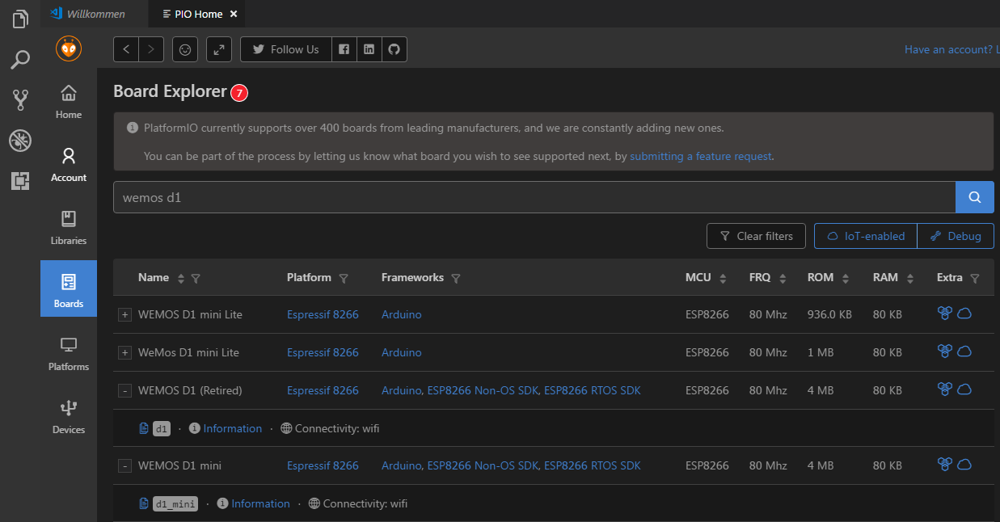 Willkommen
PIO Home
Follow Us
Have an account?
Home
Account
Libraries
Boards
Platforms
Devices
Board Explorer 7
PlatformIO currently supports over 400 boards from leading manufacturers, and we are constantly adding new ones.
You can be part of the process by letting us know what board you wish to see supported next, by submitting a feature request.
wemos d1
Clear filters IoT-enabled Debug
Name Platform Frameworks MCU FRQ ROM RAM Extra
+ WEMOS D1 mini Lite Espressif 8266 Arduino ESP8266 80 Mhz 936.0 KB 80 KB
+ WeMos D1 mini Lite Espressif 8266 Arduino ESP8266 80 Mhz 1 MB 80 KB
- WEMOS D1 (Retired) Espressif 8266 Arduino, ESP8266 Non-OS SDK, ESP8266 RTOS SDK ESP8266 80 Mhz 4 MB 80 KB
d1 · Information · Connectivity: wifi
- WEMOS D1 mini Espressif 8266 Arduino, ESP8266 Non-OS SDK, ESP8266 RTOS SDK ESP8266 80 Mhz 4 MB 80 KB
d1_mini · Information · Connectivity: wifi